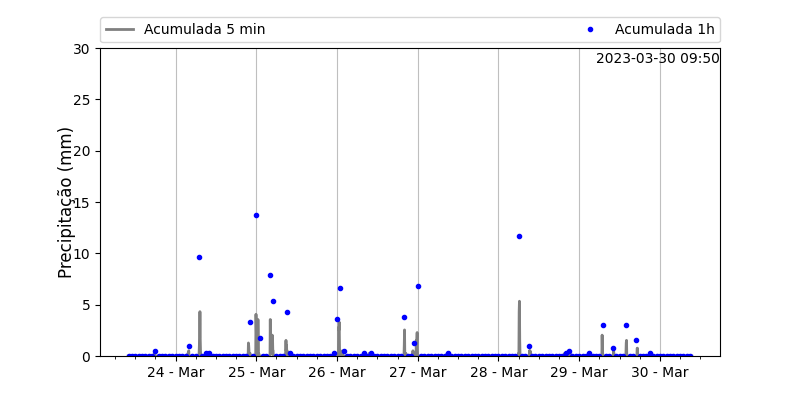 Acumulada 5 min
Acumulada 1h
2023-03-30 09:50
Precipitação (mm)
30
25
20
15
10
5
0
24 - Mar
25 - Mar
26 - Mar
27 - Mar
28 - Mar
29 - Mar
30 - Mar